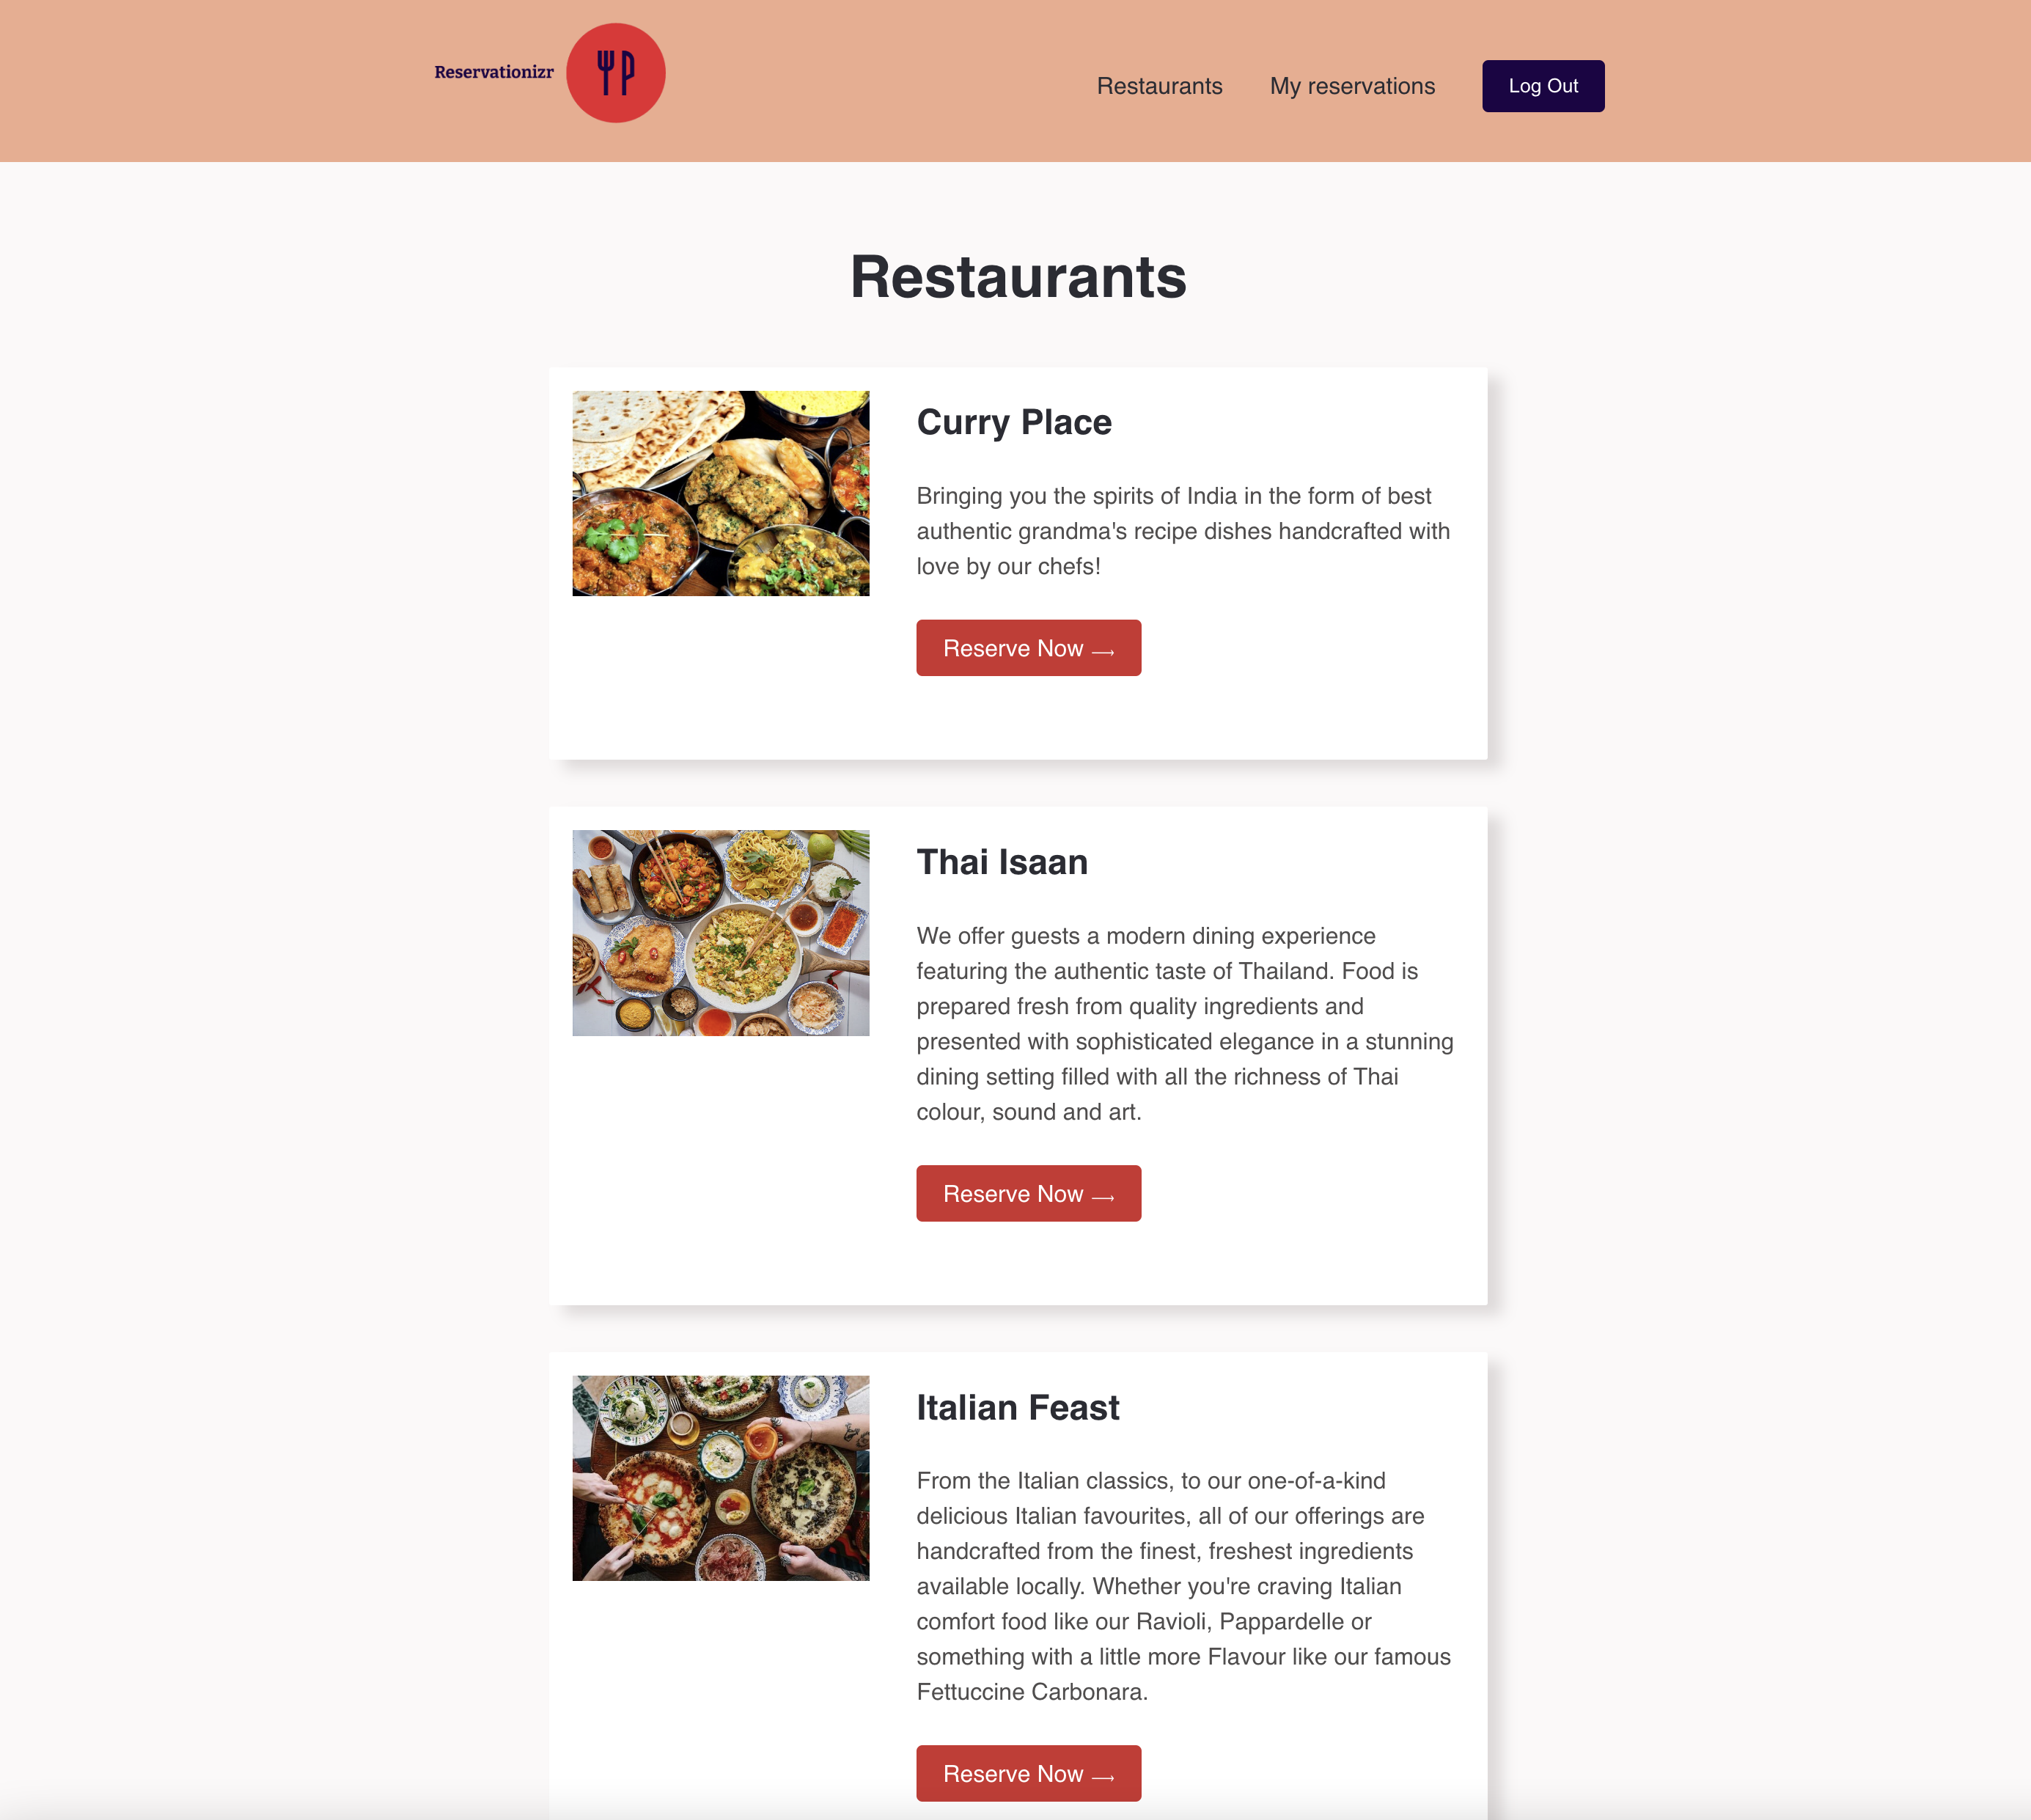 Reservationizr
Restaurants
My reservations
Log Out
Restaurants
Curry Place
Bringing you the spirits of India in the form of best
authentic grandma's recipe dishes handcrafted with
love by our chefs!
Reserve Now →
Thai Isaan
We offer guests a modern dining experience
featuring the authentic taste of Thailand. Food is
prepared fresh from quality ingredients and
presented with sophisticated elegance in a stunning
dining setting filled with all the richness of Thai
colour, sound and art.
Reserve Now →
Italian Feast
From the Italian classics, to our one-of-a-kind
delicious Italian favourites, all of our offerings are
handcrafted from the finest, freshest ingredients
available locally. Whether you're craving Italian
comfort food like our Ravioli, Pappardelle or
something with a little more Flavour like our famous
Fettuccine Carbonara.
Reserve Now →